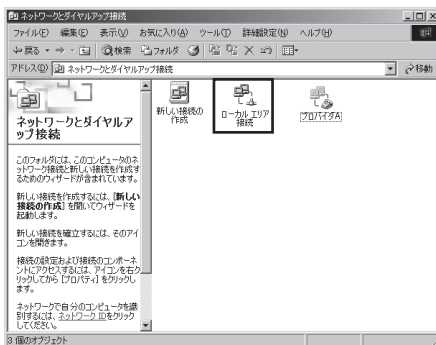 ネットワークとダイヤルアップ接続
ファイル(F) 編集(E) 表示(V) お気に入り(A) ツール(T) 詳細設定(N) ヘルプ(H)
戻る 検索 フォルダ
アドレス(D) ネットワークとダイヤルアップ接続 移動
ネットワークとダイヤルア
ップ接続
このフォルダには、このコンピュータのネ
ットワーク接続と新しい接続を作成す
るためのウィザードが含まれています。
新しい接続を作成するには、[新しい
接続の作成] を開いてウィザードを
起動します。
新しい接続を確立するには、そのアイ
コンを開きます。
接続の設定および接続のコンポーネ
ントにアクセスするには、アイコンを右ク
リックしてから [プロパティ] をクリックし
ます。
ネットワークで自分のコンピュータを識
別するには、ネットワーク IDをクリック
してください。
新しい接続の
作成
ローカル エリア
接続
プロバイダA
3 個のオブジェクト